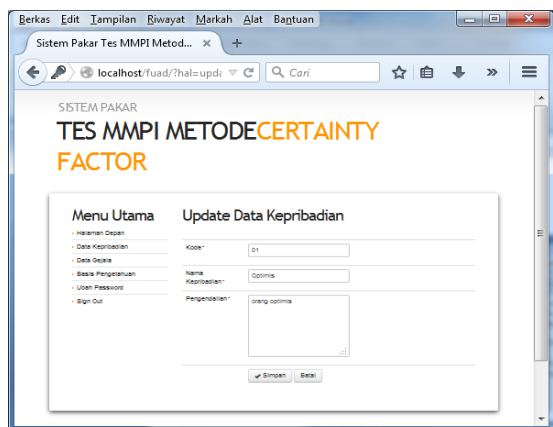 Berkas Edit Tampilan Riwayat Markah Alat Bantuan
Sistem Pakar Tes MMPI Metod... × +
localhost/fuad/?hal=upda Cari
SISTEM PAKAR
TES MMPI METODECERTAINTY
FACTOR
Menu Utama
Halaman Depan
Data Kepribadian
Data Gejala
Basis Pengetahuan
Ubah Password
Sign Out
Update Data Kepribadian
Kode* 01
Nama
Kepribadian* Optimis
Pengendalian* orang optimis
Simpan Batal